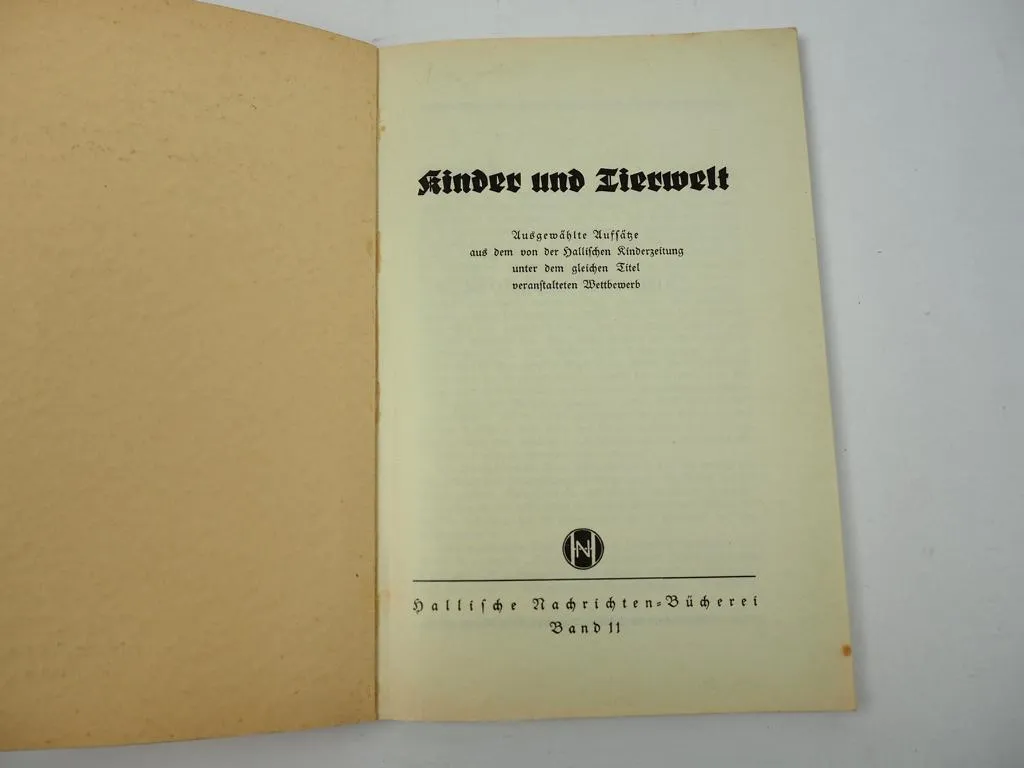 Kinder und Tierwelt
Ausgewählte Aufsätze
aus dem von der Hallischen Kinderzeitung
unter dem gleichen Titel
veranstalteten Wettbewerb
HN
Hallische Nachrichten=Bücherei
Band 11